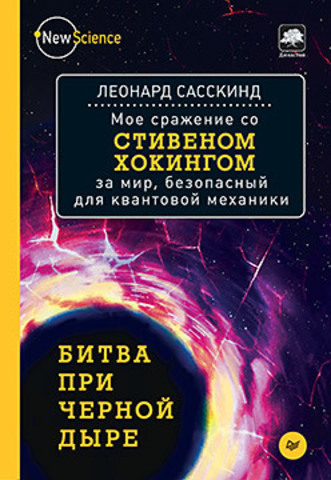 New Science
ЛЕОНАРД САССКИНД
Мое сражение со
СТИВЕНОМ
ХОКИНГОМ
за мир, безопасный
для квантовой механики
БИТВА
ПРИ
ЧЕРНОЙ
ДЫРЕ